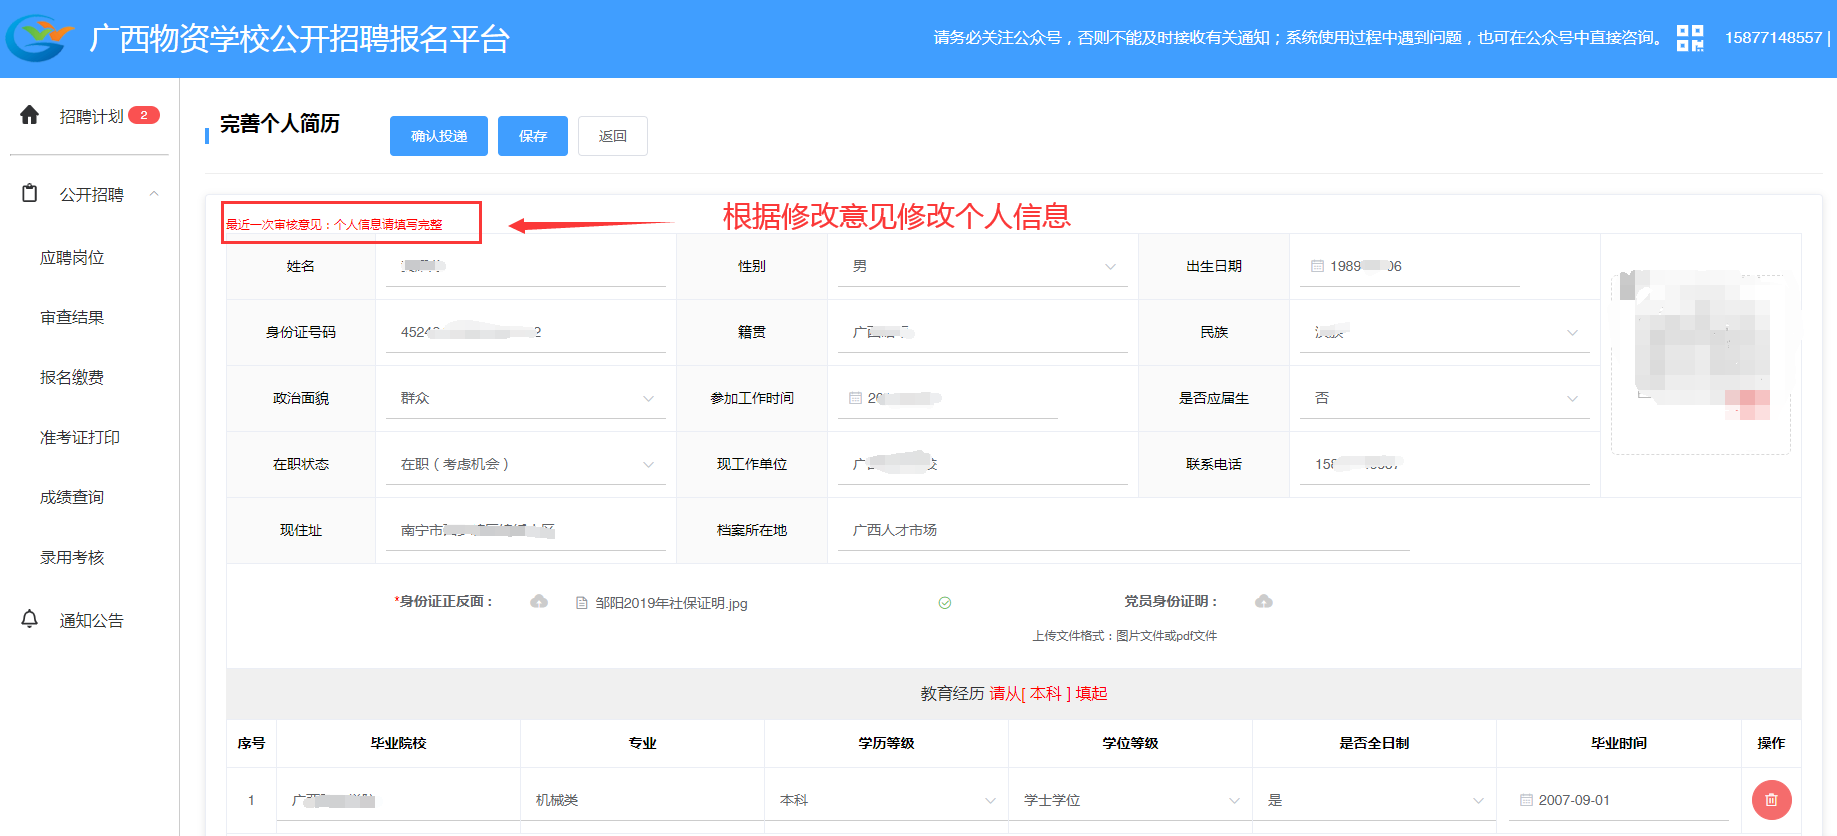 广西物资学校公开招聘报名平台
请务必关注公众号，否则不能及时接收有关通知；系统使用过程中遇到问题，也可在公众号中直接咨询。 15877148557 |
招聘计划 2
完善个人简历 确认投递 保存 返回
公开招聘
应聘岗位
审查结果
报名缴费
准考证打印
成绩查询
录用考核
通知公告
最近一次审核意见：个人信息请填写完整
根据修改意见修改个人信息
姓名 性别 男 出生日期 1989 06
身份证号码 4524 2 籍贯 广西 民族
政治面貌 群众 参加工作时间 20 是否应届生 否
在职状态 在职（考虑机会） 现工作单位 广 联系电话 158
现住址 南宁市 档案所在地 广西人才市场
*身份证正反面： 邹阳2019年社保证明.jpg 党员身份证明：
上传文件格式：图片文件或pdf文件
教育经历 请从[ 本科 ] 填起
序号 毕业院校 专业 学历等级 学位等级 是否全日制 毕业时间 操作
1 广西 机械类 本科 学士学位 是 2007-09-01